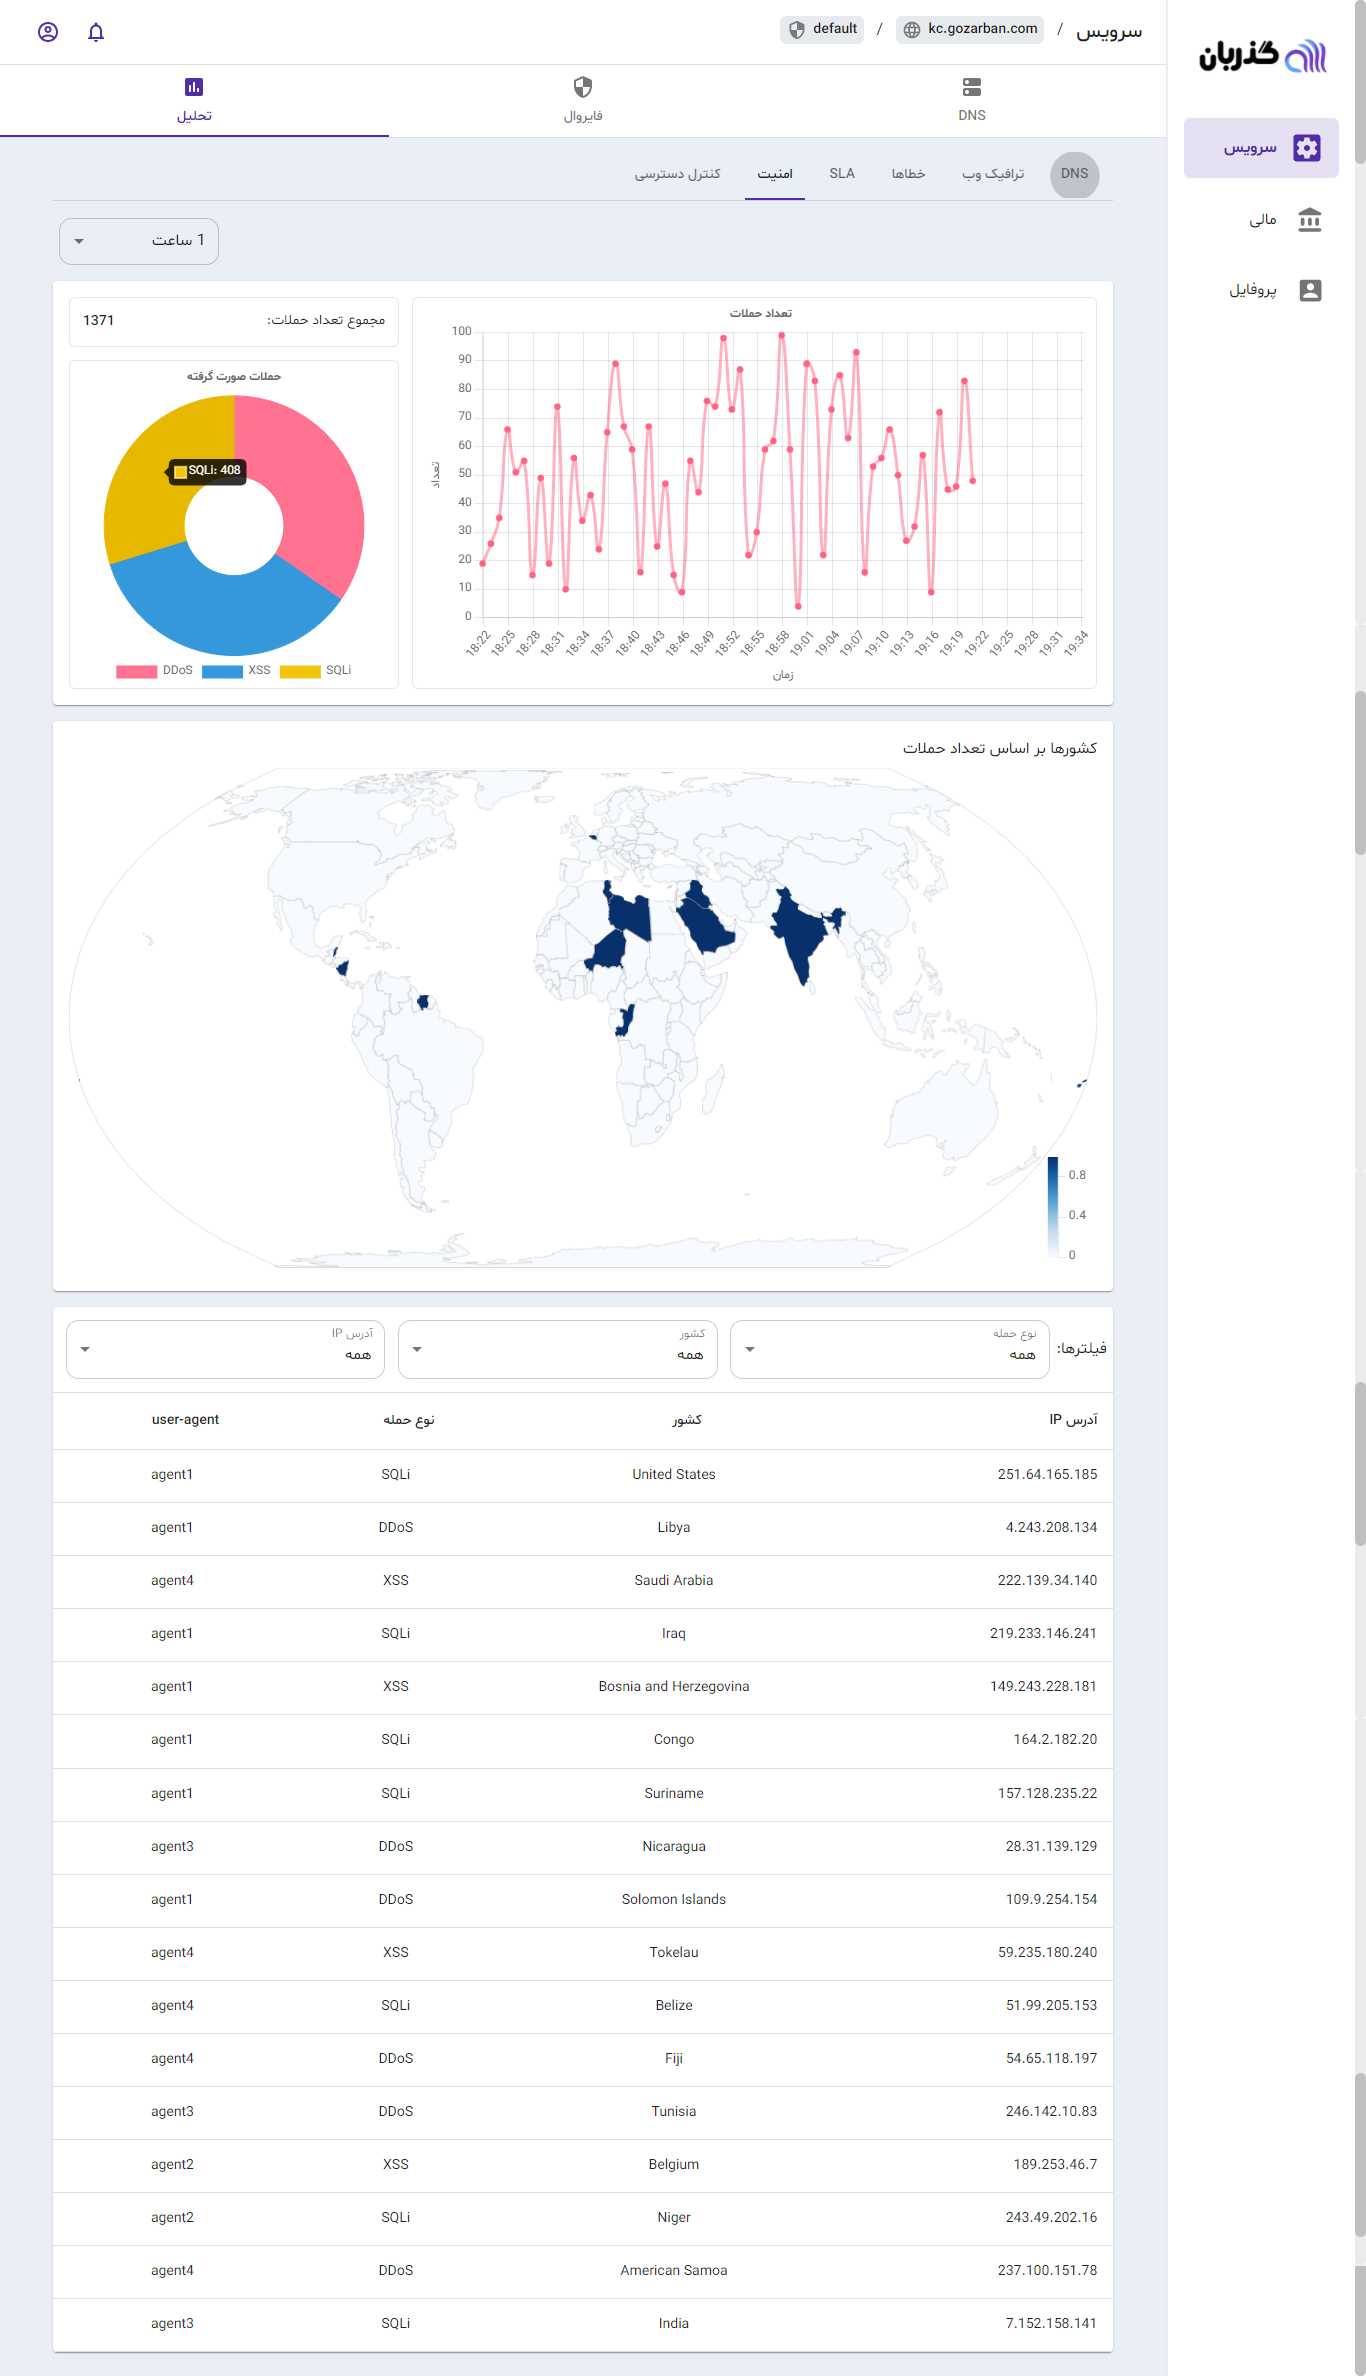 گذربان
سرویس
مالی
پروفایل
سرویس / kc.gozarban.com / default
DNS
فایروال
تحلیل
DNS ترافیک وب خطاها SLA امنیت کنترل دسترسی
1 ساعت
تعداد حملات
100
90
80
70
60
50
40
30
20
10
0
تعداد
18:22 18:25 18:28 18:31 18:34 18:37 18:40 18:43 18:46 18:49 18:52 18:55 18:58 19:01 19:04 19:07 19:10 19:13 19:16 19:19 19:22 19:25 19:28 19:31 19:34
زمان
مجموع تعداد حملات: 1371
حملات صورت گرفته
SQLi: 408
DDoS XSS SQLi
کشورها بر اساس تعداد حملات
0.8
0.4
0
فیلترها:
نوع حمله
همه
کشور
همه
آدرس IP
همه
آدرس IP کشور نوع حمله user-agent
251.64.165.185 United States SQLi agent1
4.243.208.134 Libya DDoS agent1
222.139.34.140 Saudi Arabia XSS agent4
219.233.146.241 Iraq SQLi agent1
149.243.228.181 Bosnia and Herzegovina XSS agent1
164.2.182.20 Congo SQLi agent1
157.128.235.22 Suriname SQLi agent1
28.31.139.129 Nicaragua DDoS agent3
109.9.254.154 Solomon Islands DDoS agent1
59.235.180.240 Tokelau XSS agent4
51.99.205.153 Belize SQLi agent4
54.65.118.197 Fiji DDoS agent4
246.142.10.83 Tunisia DDoS agent3
189.253.46.7 Belgium XSS agent2
243.49.202.16 Niger SQLi agent2
237.100.151.78 American Samoa DDoS agent4
7.152.158.141 India SQLi agent3